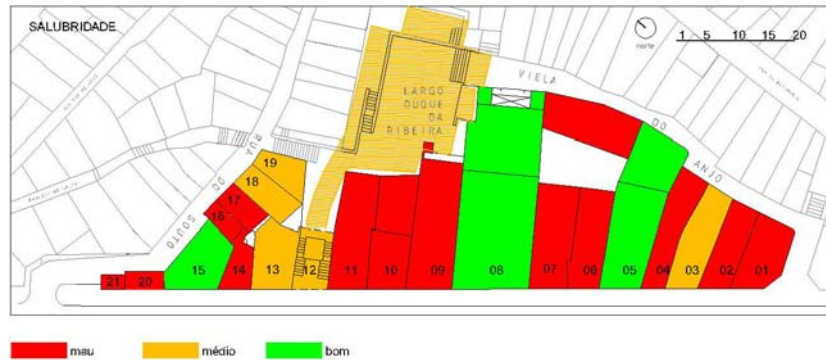 SALUBRIDADE
norte
1 5 10 15 20
VIELA
DO
ANJO
LARGO
DUQUE
DA
RIBEIRA
RUA
DO
SOUTO
19
18
17
16
21
20
15
14
13
12
11
10
09
08
07
06
05
04
03
02
01
mau
médio
bom